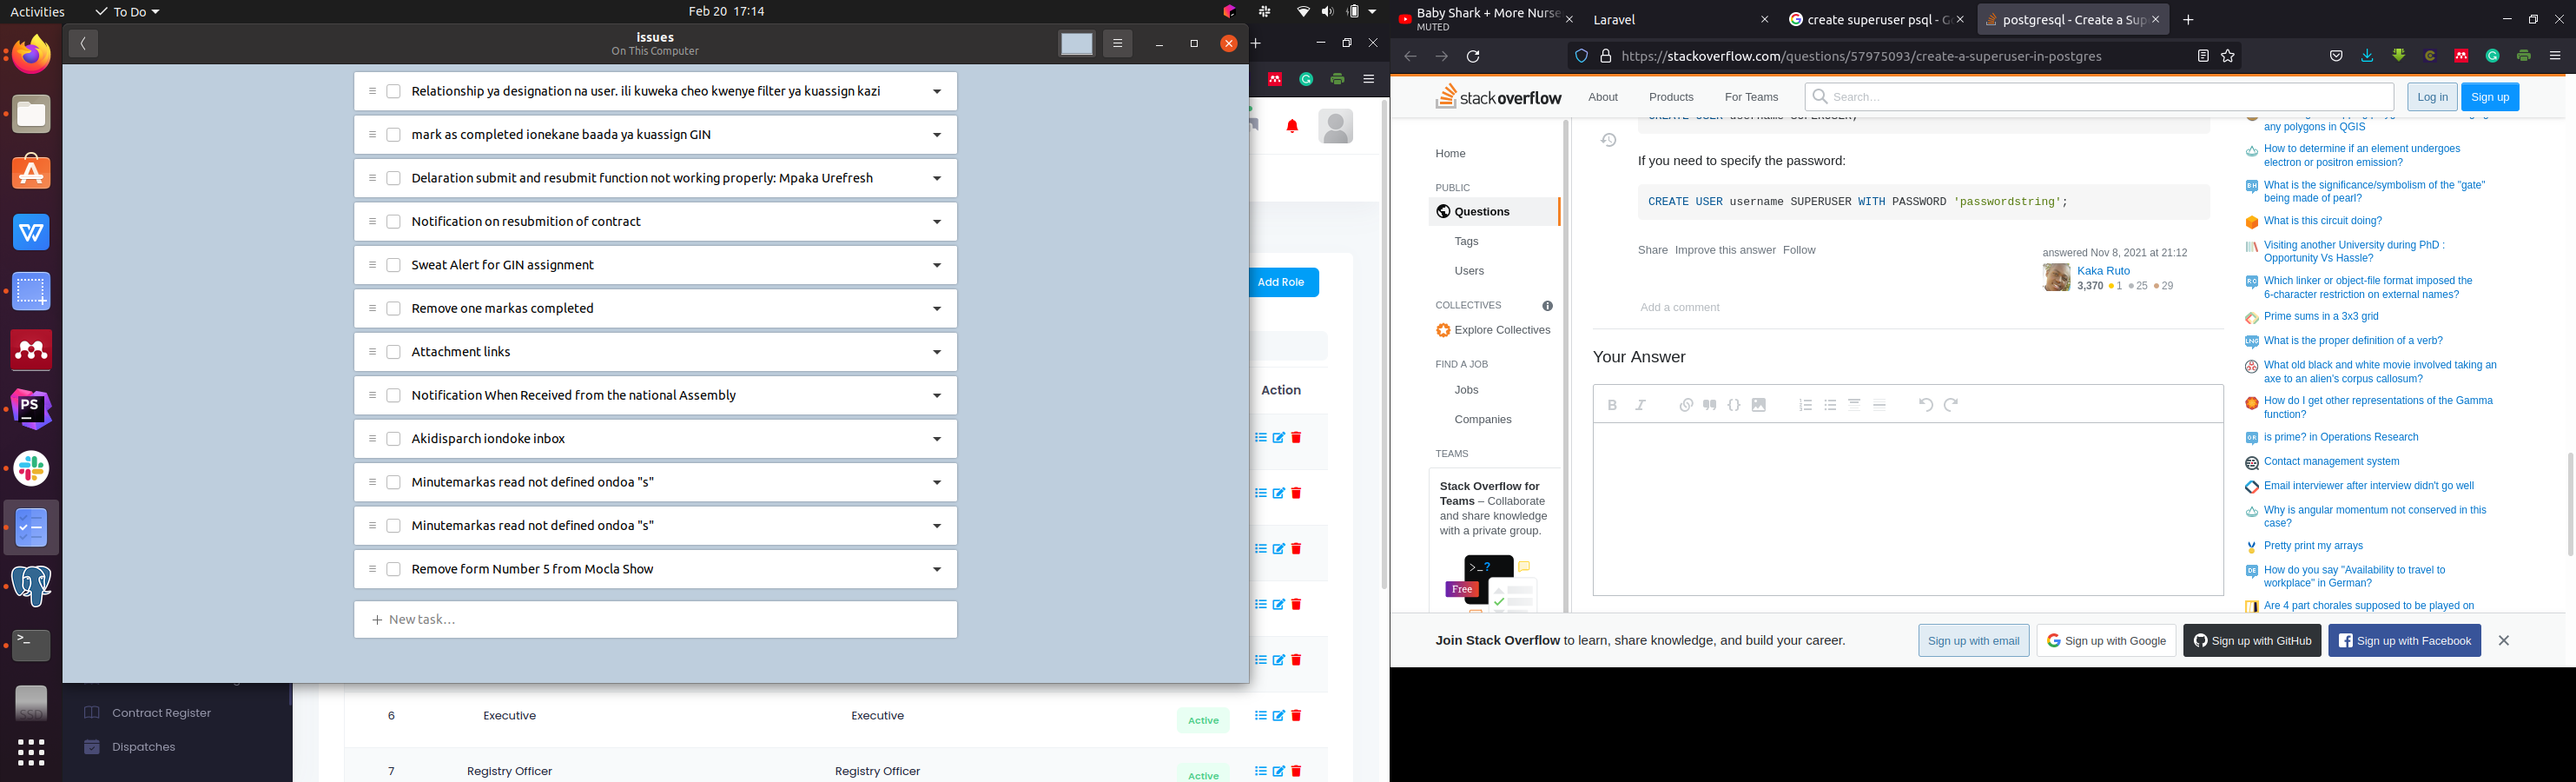 Activities
To Do
Feb 20 17:14
issues
On This Computer
Relationship ya designation na user. ili kuweka cheo kwenye filter ya kuassign kazi
mark as completed ionekane baada ya kuassign GIN
Delaration submit and resubmit function not working properly: Mpaka Urefresh
Notification on resubmition of contract
Sweat Alert for GIN assignment
Remove one markas completed
Attachment links
Notification When Received from the national Assembly
Akidisparch iondoke inbox
Minutemarkas read not defined ondoa "s"
Minutemarkas read not defined ondoa "s"
Remove form Number 5 from Mocla Show
New task...
Add Role
Action
Contract Register
Dispatches
6 Executive Executive Active
7 Registry Officer Registry Officer Active
Baby Shark + More Nurse
MUTED
Laravel
create superuser psql - G
postgresql - Create a Sup
https://stackoverflow.com/questions/57975093/create-a-superuser-in-postgres
stackoverflow
About
Products
For Teams
Search...
Log in
Sign up
Home
PUBLIC
Questions
Tags
Users
COLLECTIVES
Explore Collectives
FIND A JOB
Jobs
Companies
TEAMS
Stack Overflow for
Teams – Collaborate
and share knowledge
with a private group.
Free
CREATE USER username SUPERUSER;
If you need to specify the password:
CREATE USER username SUPERUSER WITH PASSWORD 'passwordstring';
Share Improve this answer Follow
answered Nov 8, 2021 at 21:12
Kaka Ruto
3,370 1 25 29
Add a comment
Your Answer
any polygons in QGIS
How to determine if an element undergoes
electron or positron emission?
What is the significance/symbolism of the "gate"
being made of pearl?
What is this circuit doing?
Visiting another University during PhD :
Opportunity Vs Hassle?
Which linker or object-file format imposed the
6-character restriction on external names?
Prime sums in a 3x3 grid
What is the proper definition of a verb?
What old black and white movie involved taking an
axe to an alien's corpus callosum?
How do I get other representations of the Gamma
function?
is prime? in Operations Research
Contact management system
Email interviewer after interview didn't go well
Why is angular momentum not conserved in this
case?
Pretty print my arrays
How do you say "Availability to travel to
workplace" in German?
Are 4 part chorales supposed to be played on
Join Stack Overflow to learn, share knowledge, and build your career.
Sign up with email
Sign up with Google
Sign up with GitHub
Sign up with Facebook